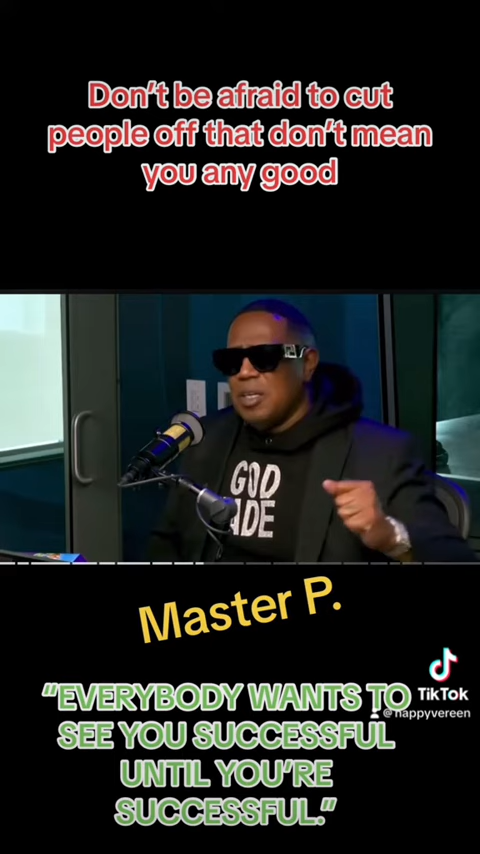 Don't be afraid to cut
people off that don't mean
you any good
GOD
ADE
Master P.
"EVERYBODY WANTS TO
SEE YOU SUCCESSFUL
UNTIL YOU'RE
SUCCESSFUL."
TikTok
@happyvereen